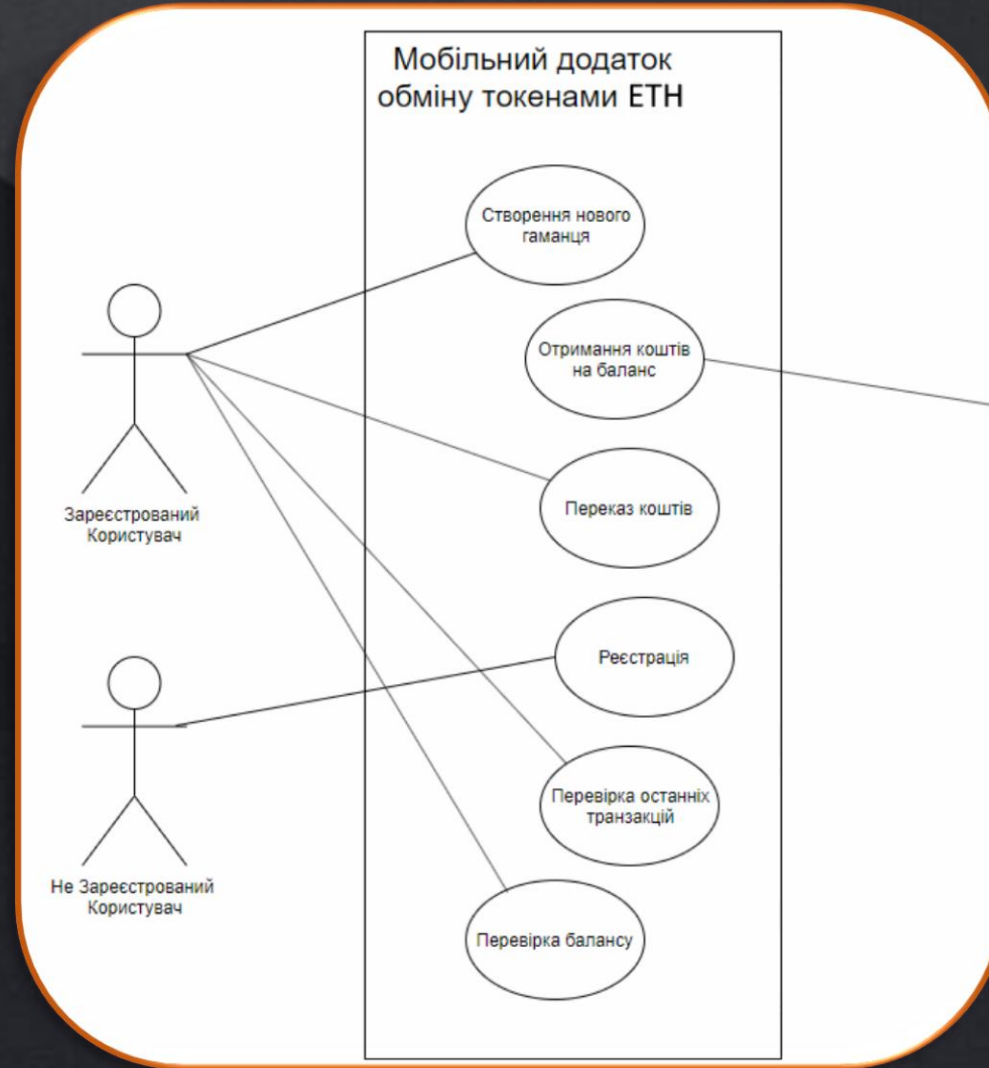 Мобільний додаток
обміну токенами ETH
Створення нового
гаманця
Отримання коштів
на баланс
Переказ коштів
Зареєстрований
Користувач
Реєстрація
Перевірка останніх
транзакцій
Не Зареєстрований
Користувач
Перевірка балансу